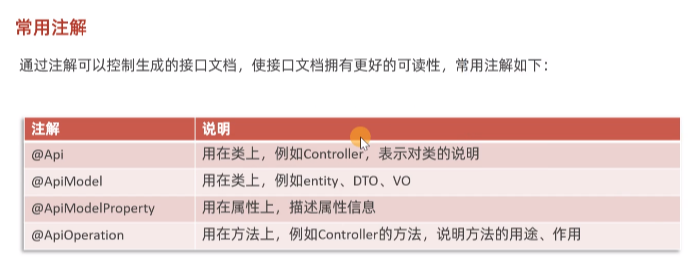 常用注解
通过注解可以控制生成的接口文档，使接口文档拥有更好的可读性，常用注解如下：
注解 说明
@Api 用在类上，例如Controller，表示对类的说明
@ApiModel 用在类上，例如entity、DTO、VO
@ApiModelProperty 用在属性上，描述属性信息
@ApiOperation 用在方法上，例如Controller的方法，说明方法的用途、作用